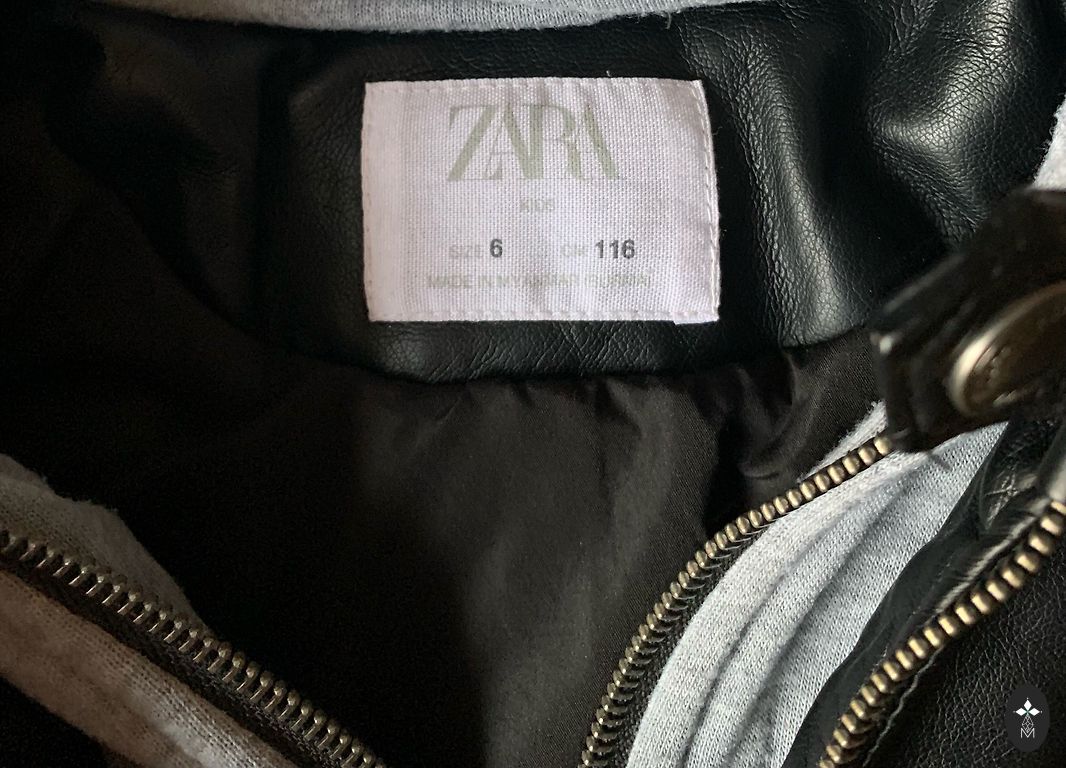 ZARA
KIDS
SIZE 6 CM 116
MADE IN MYANMAR (BURMA)
M